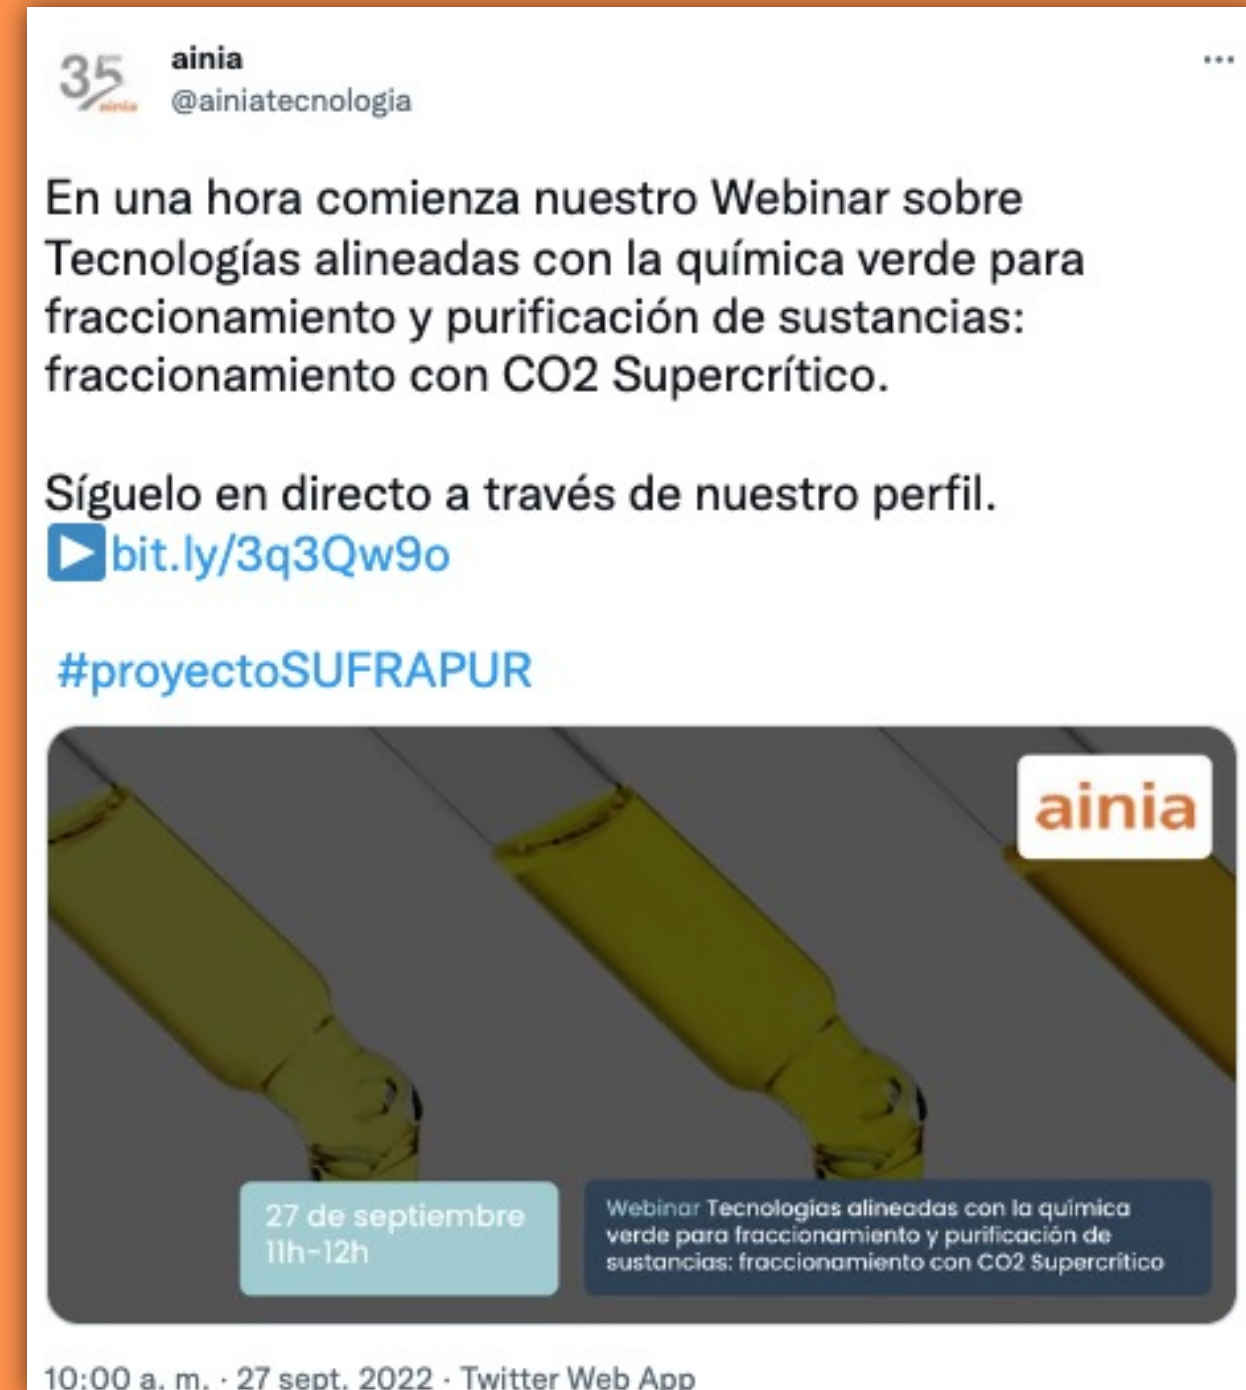 35
ainia
ainia
@ainiatecnologia
En una hora comienza nuestro Webinar sobre
Tecnologías alineadas con la química verde para
fraccionamiento y purificación de sustancias:
fraccionamiento con CO2 Supercrítico.
Síguelo en directo a través de nuestro perfil.
bit.ly/3q3Qw9o
#proyectoSUFRAPUR
ainia
27 de septiembre
11h-12h
Webinar Tecnologías alineadas con la química
verde para fraccionamiento y purificación de
sustancias: fraccionamiento con CO2 Supercrítico
10:00 a. m. · 27 sept. 2022 · Twitter Web App